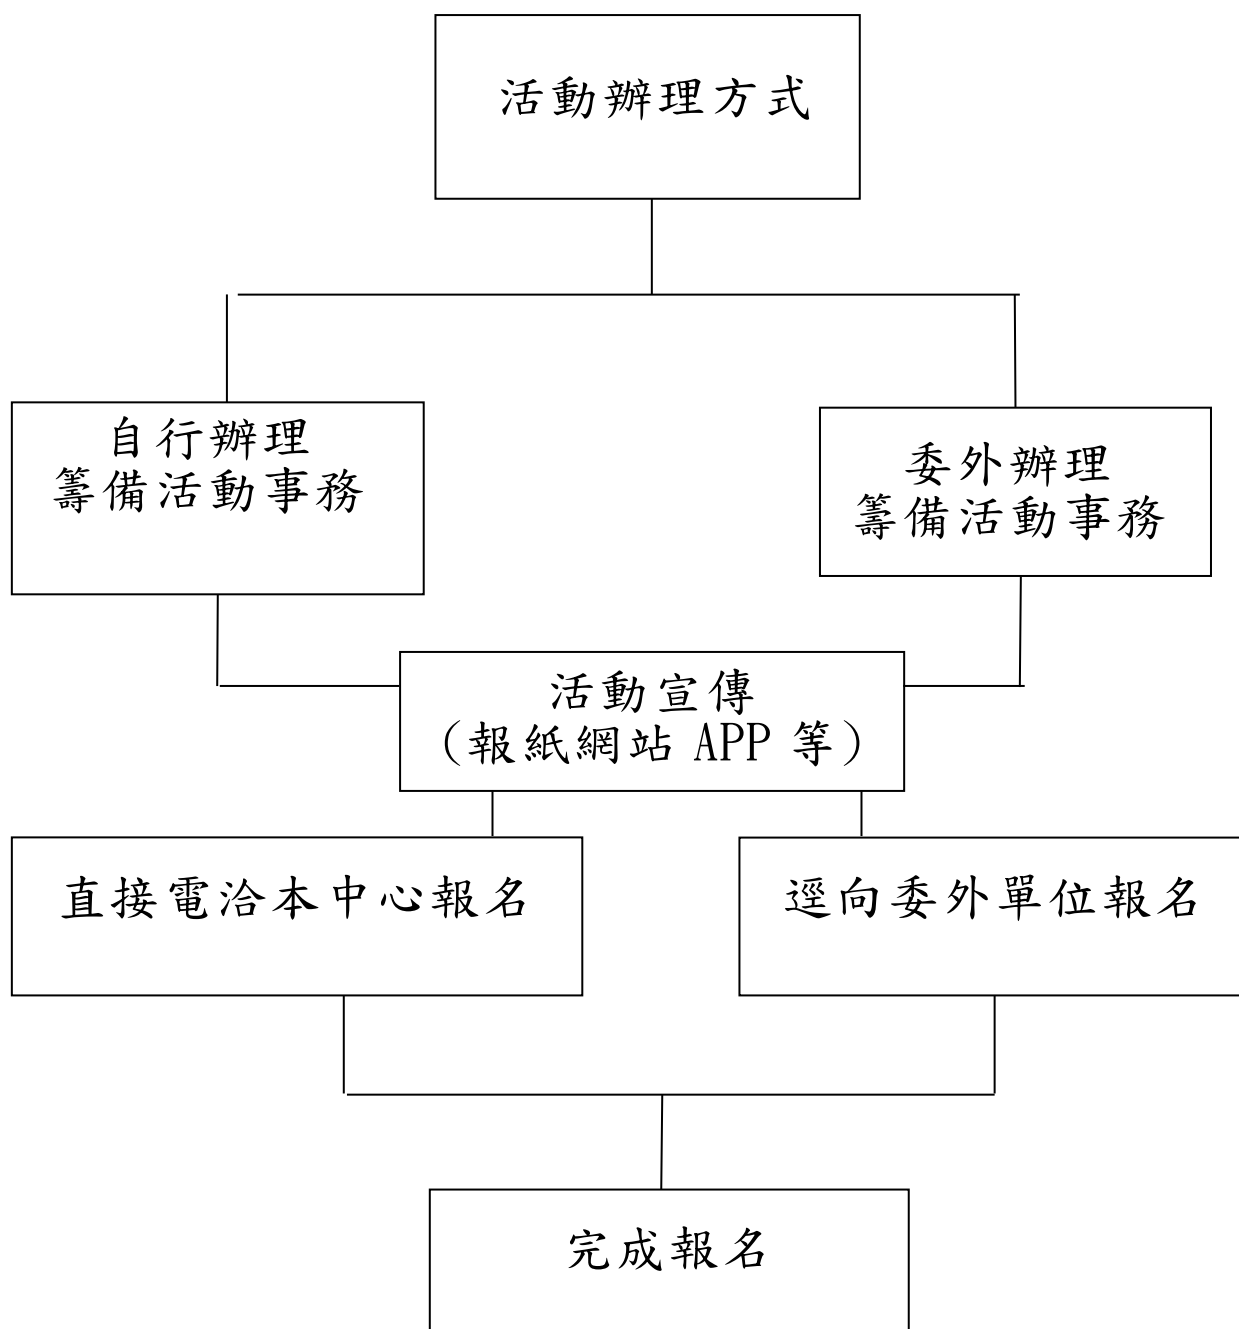 活動辦理方式
自行辦理
籌備活動事務
委外辦理
籌備活動事務
活動宣傳
(報紙網站 APP 等)
直接電洽本中心報名
逕向委外單位報名
完成報名